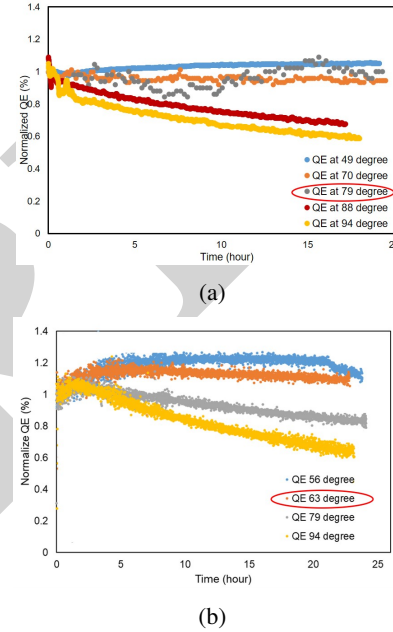 1.4
1.2
1
0.8
0.6
0.4
0.2
0
Normalized QE (%)
QE at 49 degree
QE at 70 degree
QE at 79 degree
QE at 88 degree
QE at 94 degree
0 5 10 15 2
Time (hour)
(a)
1.4
1.2
1
0.8
0.6
0.4
0.2
0
Normalize QE (%)
QE 56 degree
QE 63 degree
QE 79 degree
QE 94 degree
0 5 10 15 20 25
Time (hour)
(b)